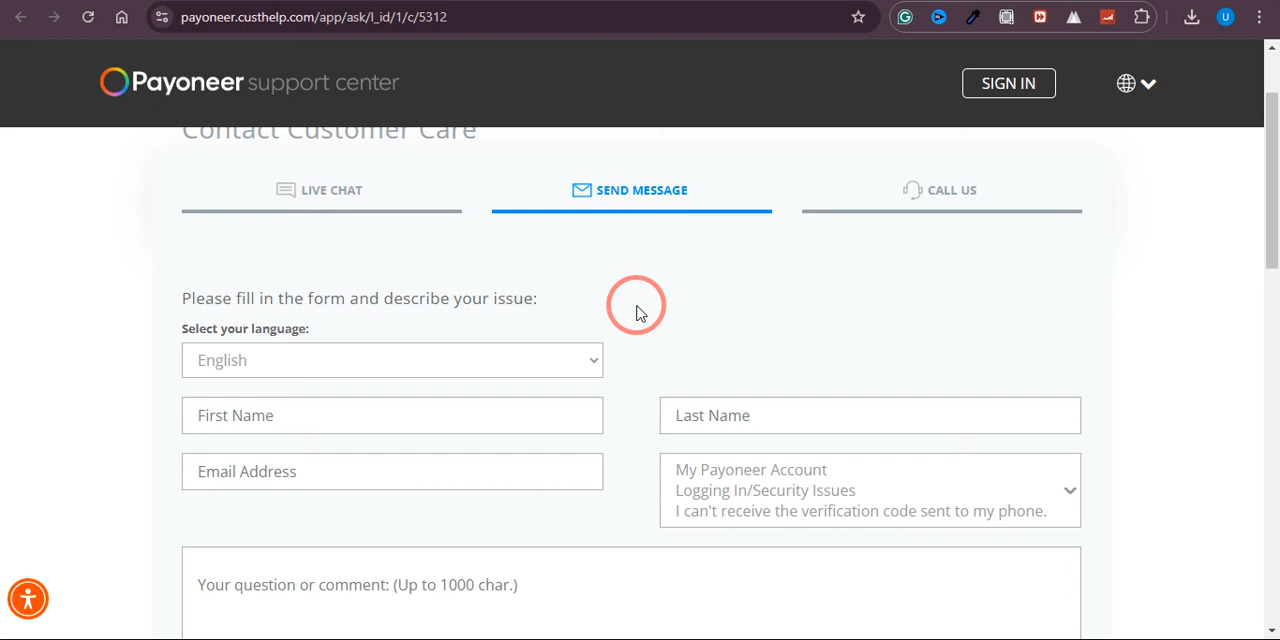 payoneer.custhelp.com/app/ask/l_id/1/c/5312
U
Payoneer support center
SIGN IN
Contact Customer Care
LIVE CHAT
SEND MESSAGE
CALL US
Please fill in the form and describe your issue:
Select your language:
English
First Name
Last Name
Email Address
My Payoneer Account
Logging In/Security Issues
I can't receive the verification code sent to my phone.
Your question or comment: (Up to 1000 char.)